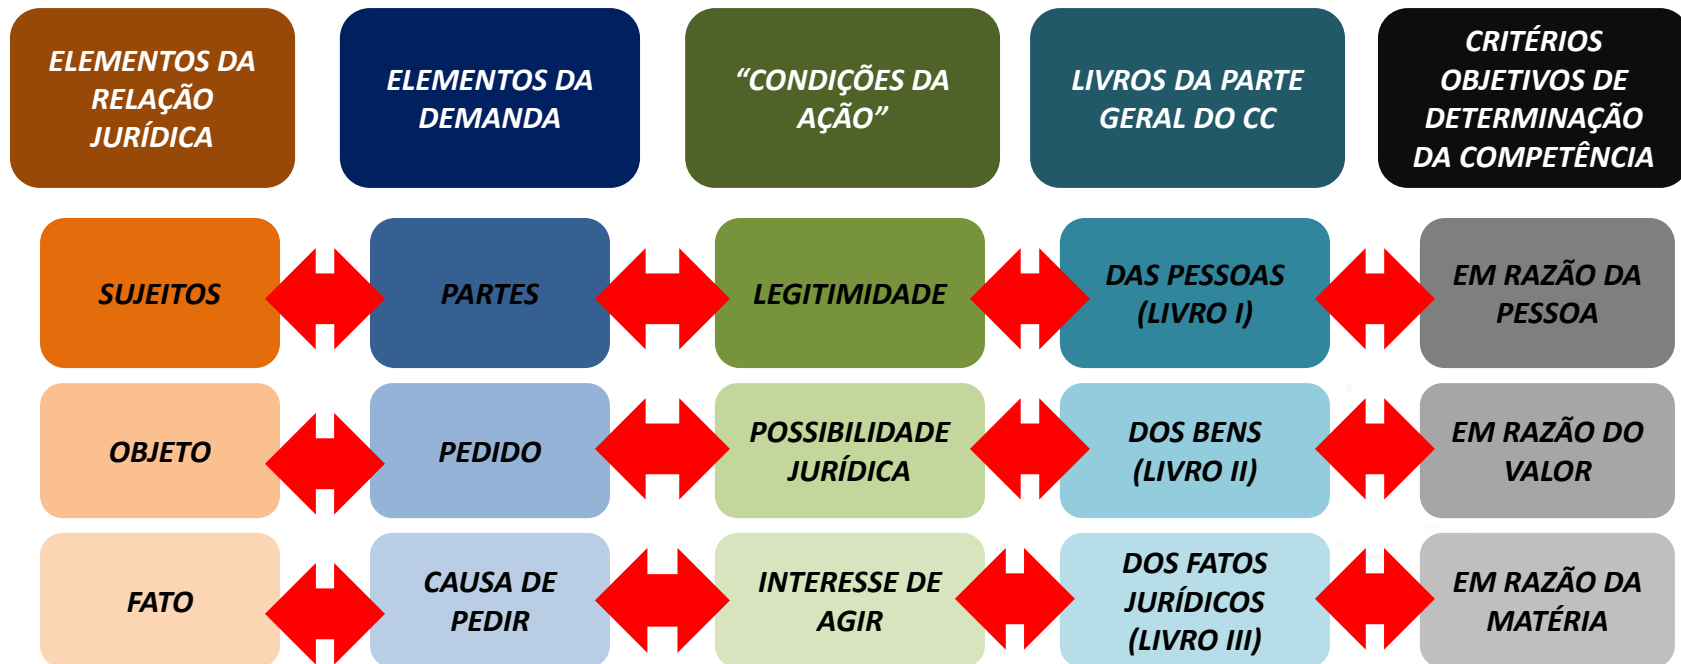 ELEMENTOS DA
RELAÇÃO
JURÍDICA
ELEMENTOS DA
DEMANDA
“CONDIÇÕES DA
AÇÃO”
LIVROS DA PARTE
GERAL DO CC
CRITÉRIOS
OBJETIVOS DE
DETERMINAÇÃO
DA COMPETÊNCIA
SUJEITOS
PARTES
LEGITIMIDADE
DAS PESSOAS
(LIVRO I)
EM RAZÃO DA
PESSOA
OBJETO
PEDIDO
POSSIBILIDADE
JURÍDICA
DOS BENS
(LIVRO II)
EM RAZÃO DO
VALOR
FATO
CAUSA DE
PEDIR
INTERESSE DE
AGIR
DOS FATOS
JURÍDICOS
(LIVRO III)
EM RAZÃO DA
MATÉRIA